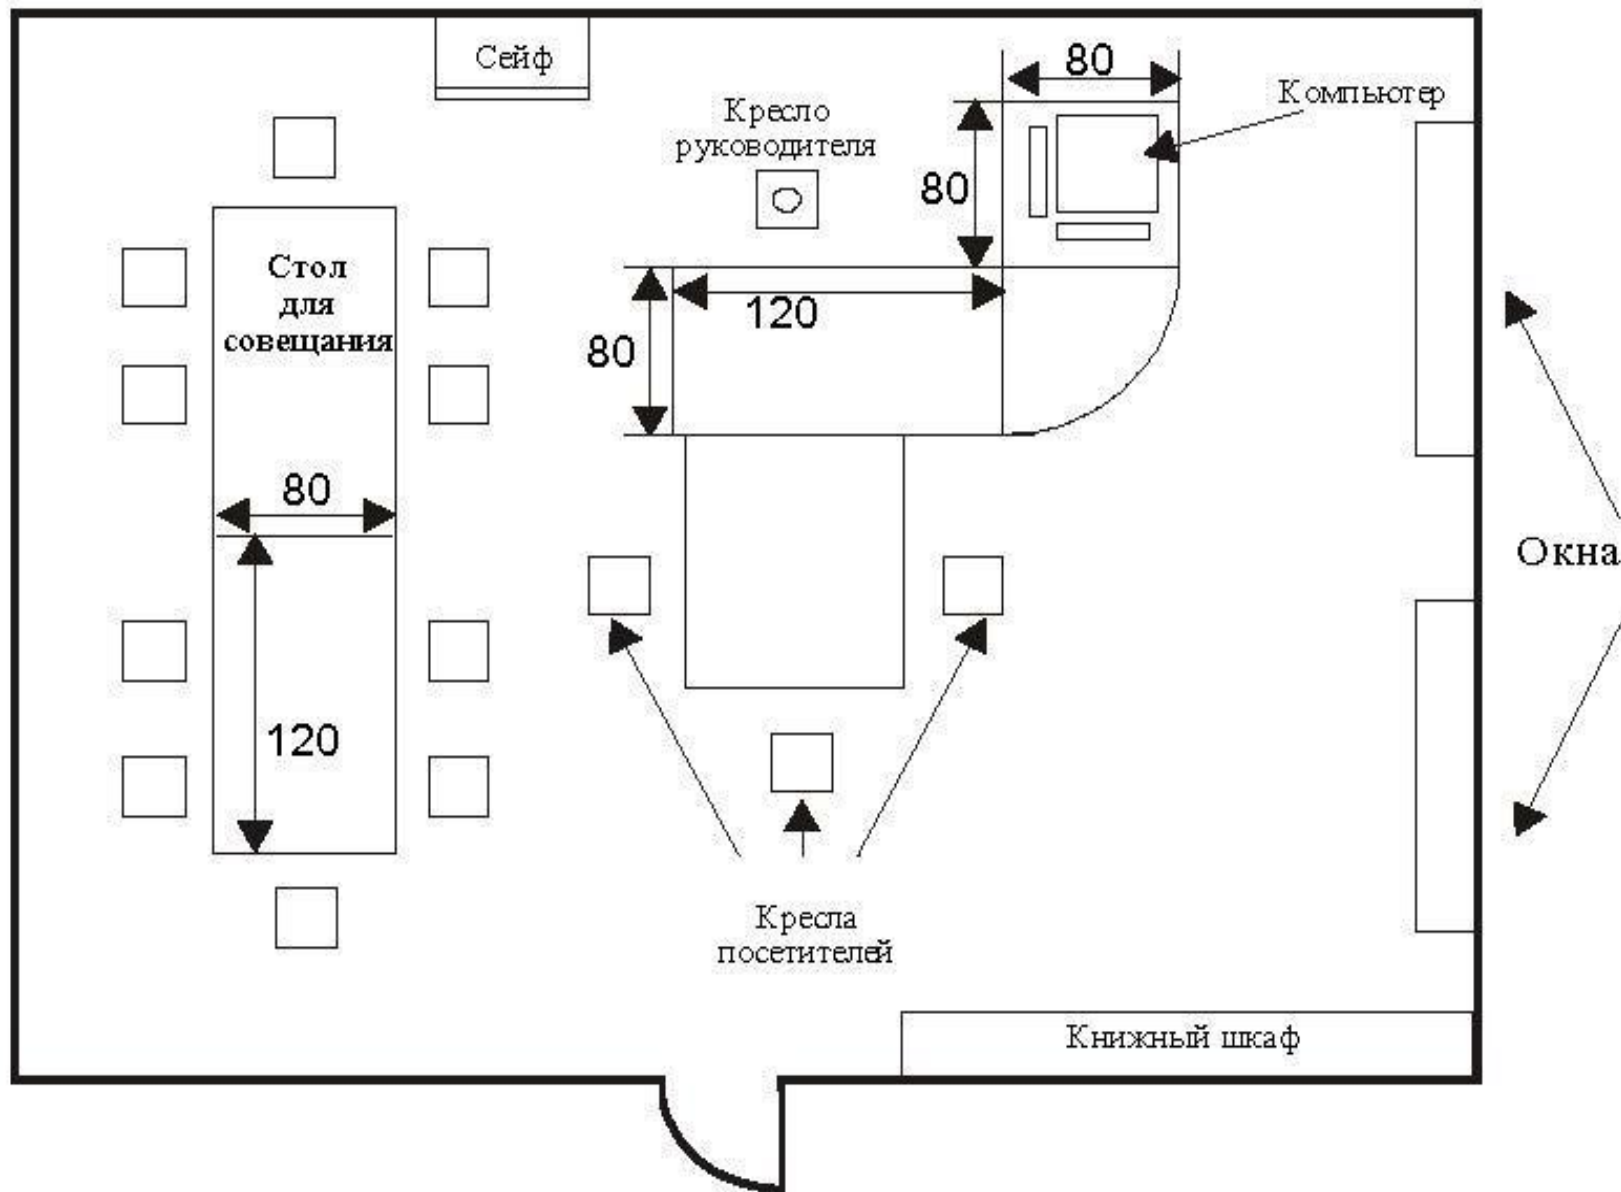 Сейф
80
Компьютер
Кресло
руководителя
80
Стол
для
совещания
120
80
80
Окна
120
Кресла
посетителей
Книжный шкаф